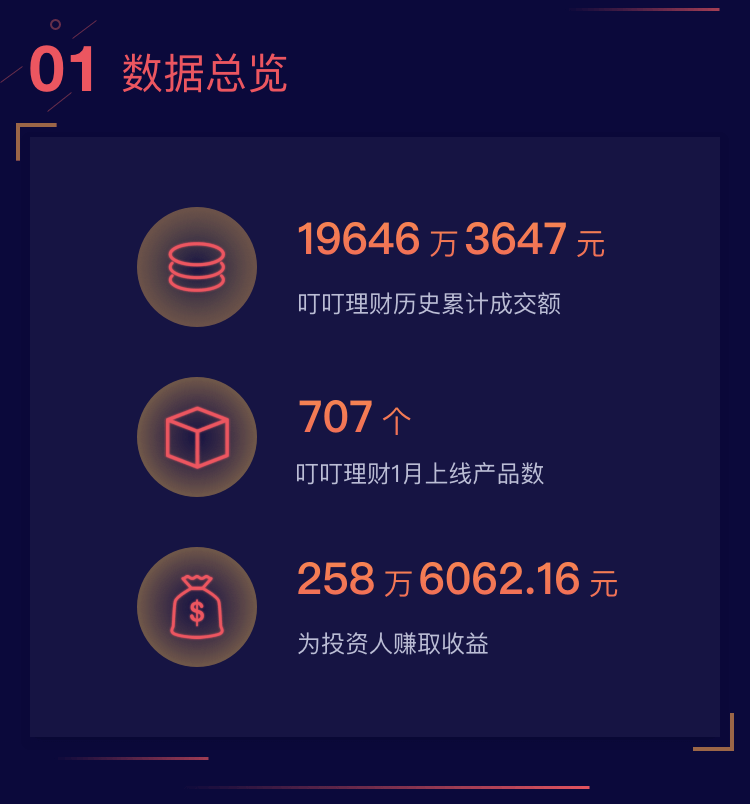 01 数据总览
19646 万 3647 元
叮叮理财历史累计成交额
707 个
叮叮理财1月上线产品数
258 万 6062.16 元
为投资人赚取收益
$